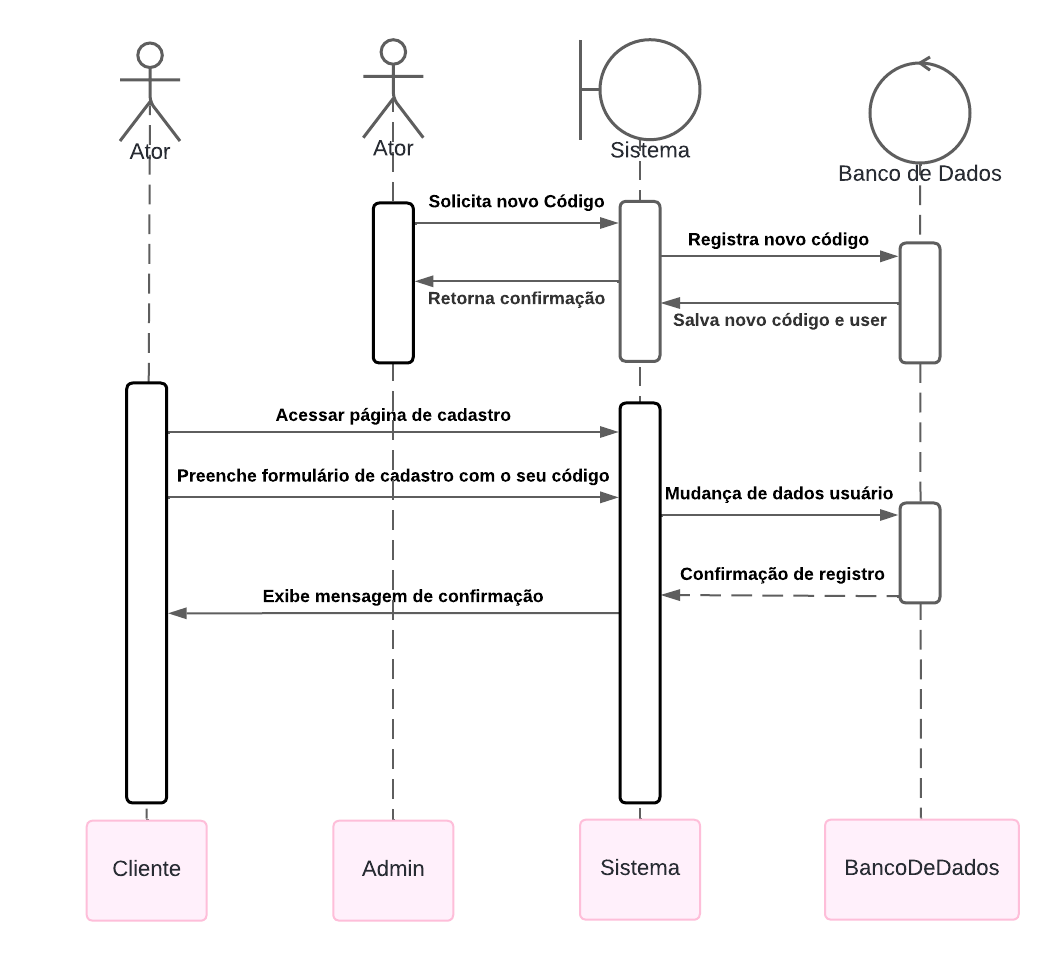 Ator
Ator
Sistema
Banco de Dados
Solicita novo Código
Registra novo código
Retorna confirmação
Salva novo código e user
Acessar página de cadastro
Preenche formulário de cadastro com o seu código
Mudança de dados usuário
Confirmação de registro
Exibe mensagem de confirmação
Cliente
Admin
Sistema
BancoDeDados